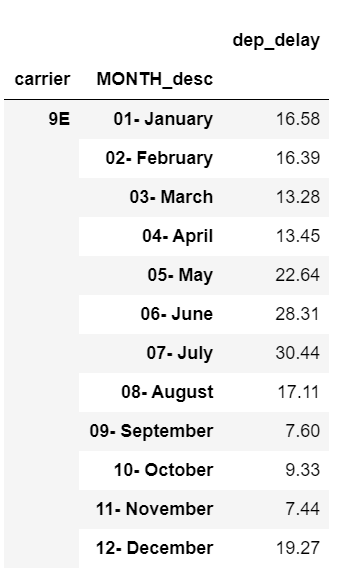 dep_delay
carrier MONTH_desc
9E 01- January 16.58
02- February 16.39
03- March 13.28
04- April 13.45
05- May 22.64
06- June 28.31
07- July 30.44
08- August 17.11
09- September 7.60
10- October 9.33
11- November 7.44
12- December 19.27